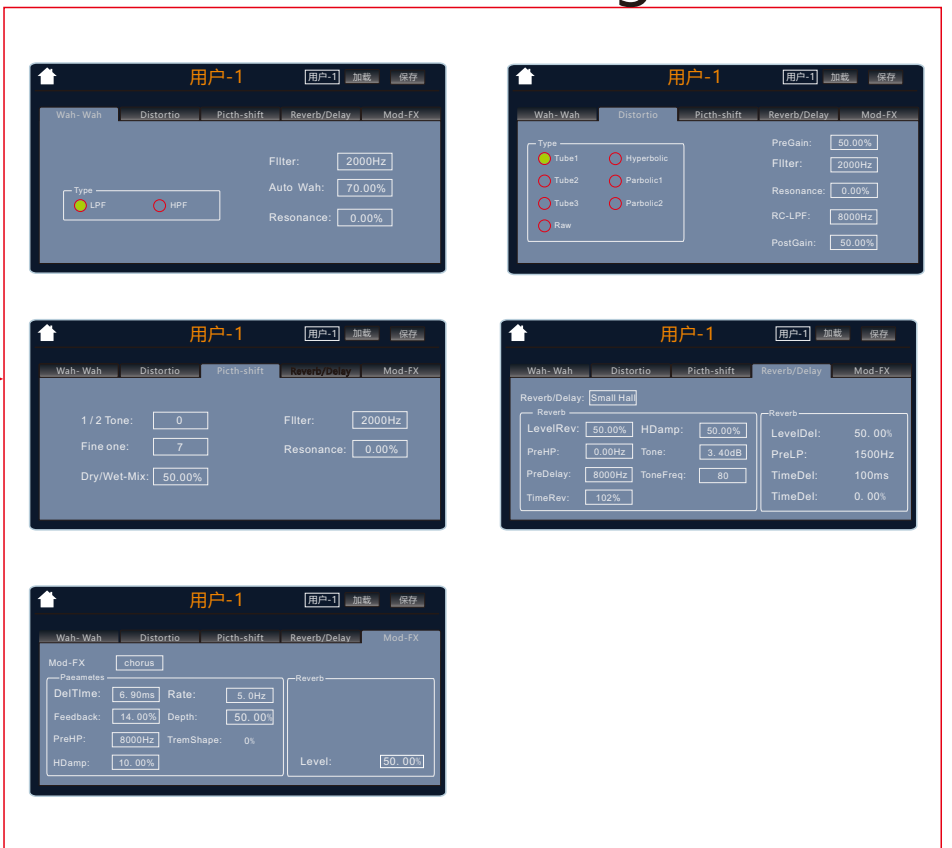 g
用户-1 用户-1 加载 保存
Wah- Wah Distortio Picth-shift Reverb/Delay Mod-FX
FIlter: 2000Hz
Auto Wah: 70.00%
Resonance: 0.00%
Type
LPF HPF
用户-1 用户-1 加载 保存
Wah- Wah Distortio Picth-shift Reverb/Delay Mod-FX
Type
Tube1 Hyperbolic
Tube2 Parbolic1
Tube3 Parbolic2
Raw
PreGain: 50.00%
FIlter: 2000Hz
Resonance: 0.00%
RC-LPF: 8000Hz
PostGain: 50.00%
用户-1 用户-1 加载 保存
Wah- Wah Distortio Picth-shift Reverb/Delay Mod-FX
1 / 2 Tone: 0
Fine one: 7
Dry/Wet-Mix: 50.00%
FIlter: 2000Hz
Resonance: 0.00%
用户-1 用户-1 加载 保存
Wah- Wah Distortio Picth-shift Reverb/Delay Mod-FX
Reverb/Delay: Small Hall
Reverb
LevelRev: 50.00% HDamp: 50.00%
PreHP: 0.00Hz Tone: 3. 40dB
PreDelay: 8000Hz ToneFreq: 80
TimeRev: 102%
Reverb
LevelDel: 50. 00%
PreLP: 1500Hz
TimeDel: 100ms
TimeDel: 0. 00%
用户-1 用户-1 加载 保存
Wah- Wah Distortio Picth-shift Reverb/Delay Mod-FX
Mod-FX chorus
Paeametes
DelTIme: 6. 90ms Rate: 5. 0Hz
Feedback: 14. 00% Depth: 50. 00%
PreHP: 8000Hz TremShape: 0%
HDamp: 10. 00%
Reverb
Level: 50. 00%